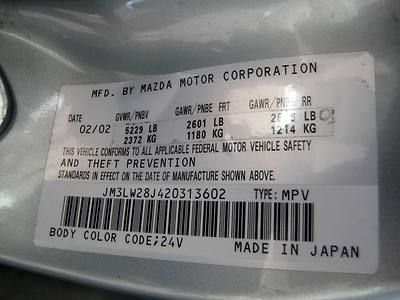 MFD. BY MAZDA MOTOR CORPORATION
DATE GVWR/PNBV GAWR/PNBE FRT GAWR/PNBE RR
02/02 5229 LB 2601 LB LB
2372 KG 1180 KG 1214 KG
THIS VEHICLE CONFORMS TO ALL APPLICABLE FEDERAL MOTOR VEHICLE SAFETY
AND THEFT PREVENTION
STANDARDS IN EFFECT ON THE DATE OF MANUFACTURE SHOWN ABOVE.
JM3LW28J420313602 TYPE: MPV
BODY COLOR CODE;24V MADE IN JAPAN